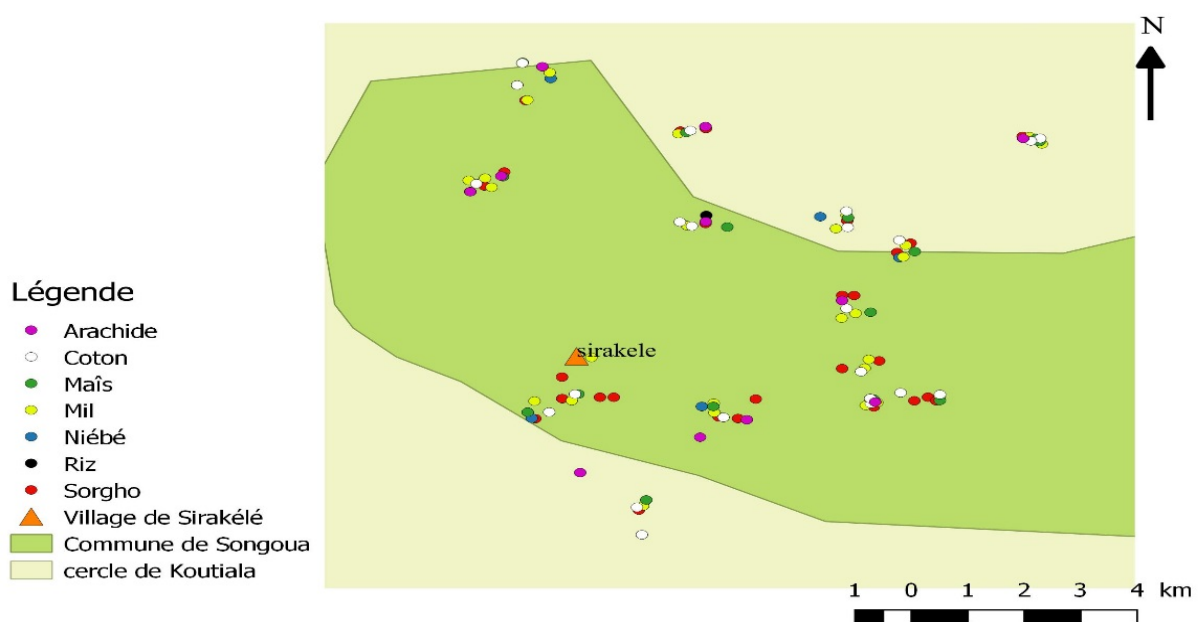 N
sirakele
Légende
Arachide
Coton
Maîs
Mil
Niébé
Riz
Sorgho
Village de Sirakélé
Commune de Songoua
cercle de Koutiala
1 0 1 2 3 4 km